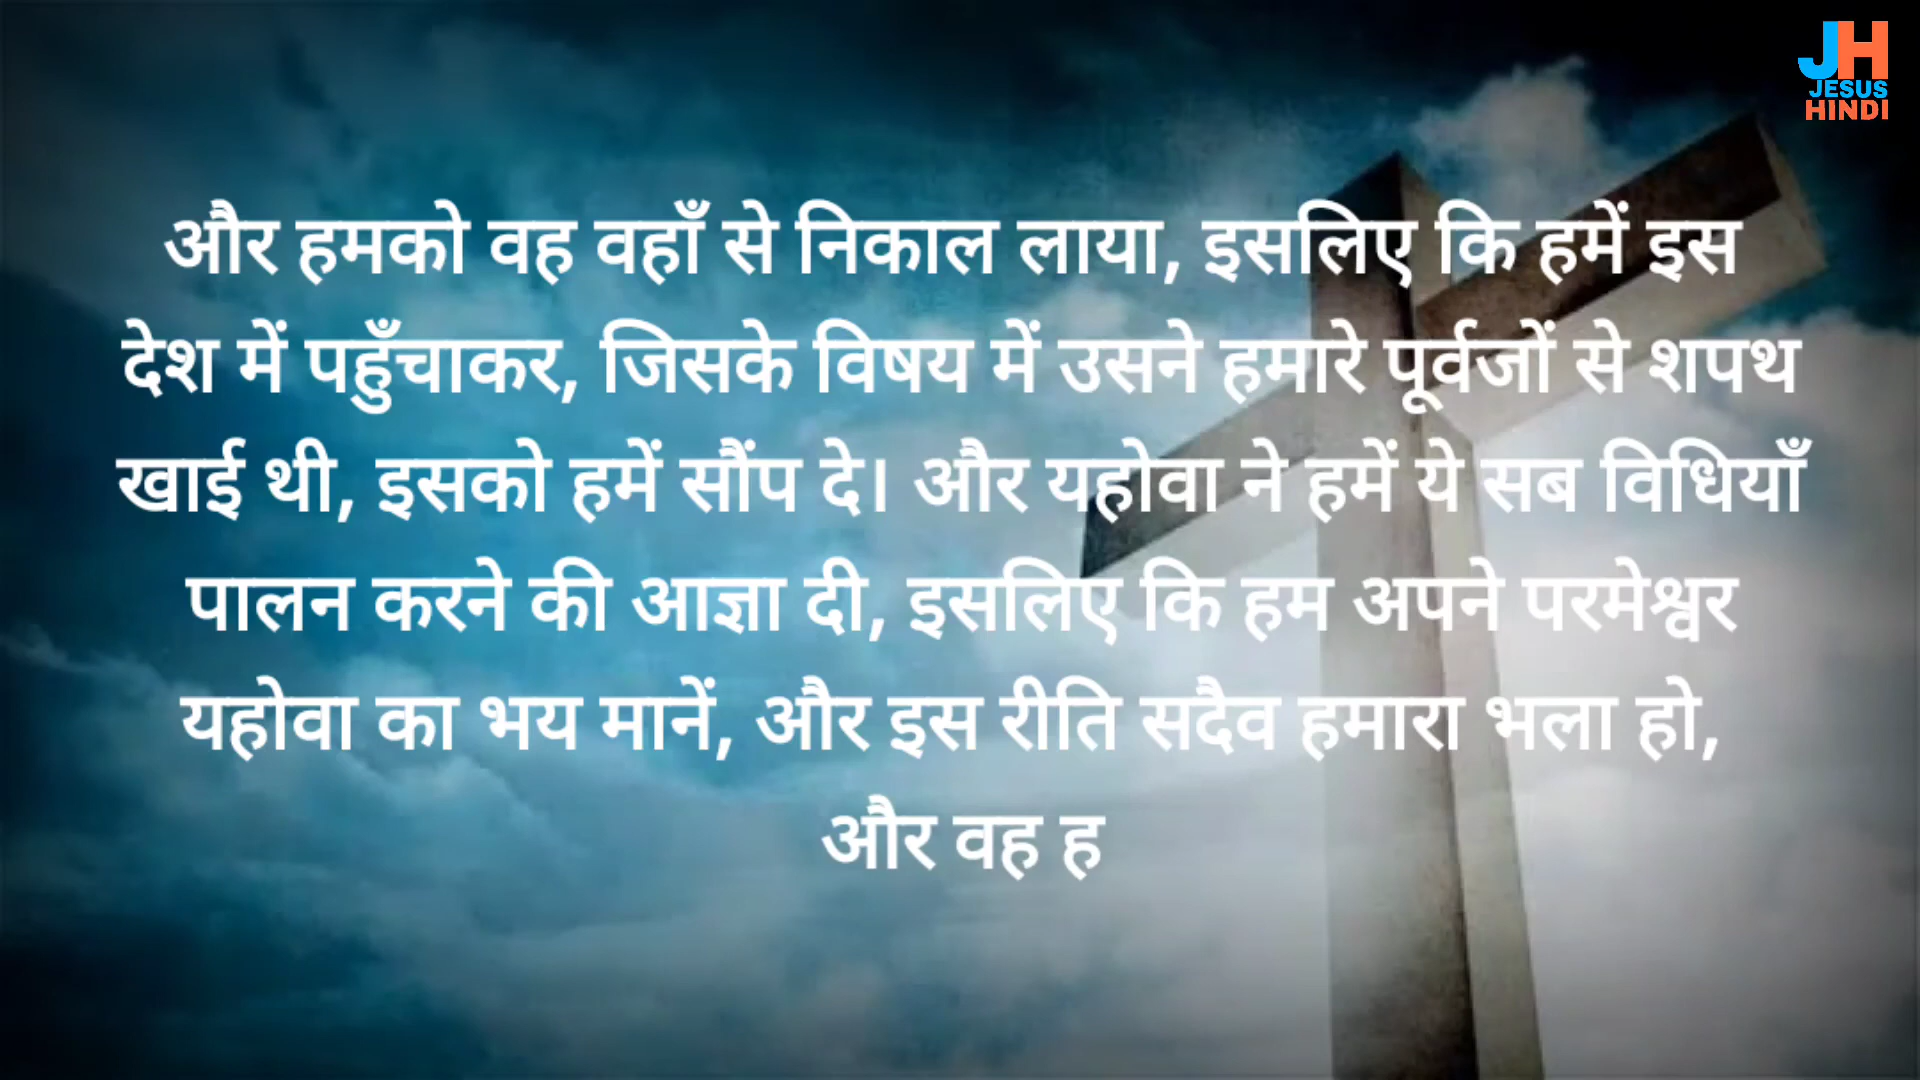 JH
JESUS
HINDI
और हमको वह वहाँ से निकाल लाया, इसलिए कि हमें इस
देश में पहुँचाकर, जिसके विषय में उसने हमारे पूर्वजों से शपथ
खाई थी, इसको हमें सौंप दे। और यहोवा ने हमें ये सब विधियाँ
पालन करने की आज्ञा दी, इसलिए कि हम अपने परमेश्वर
यहोवा का भय मानें, और इस रीति सदैव हमारा भला हो,
और वह ह